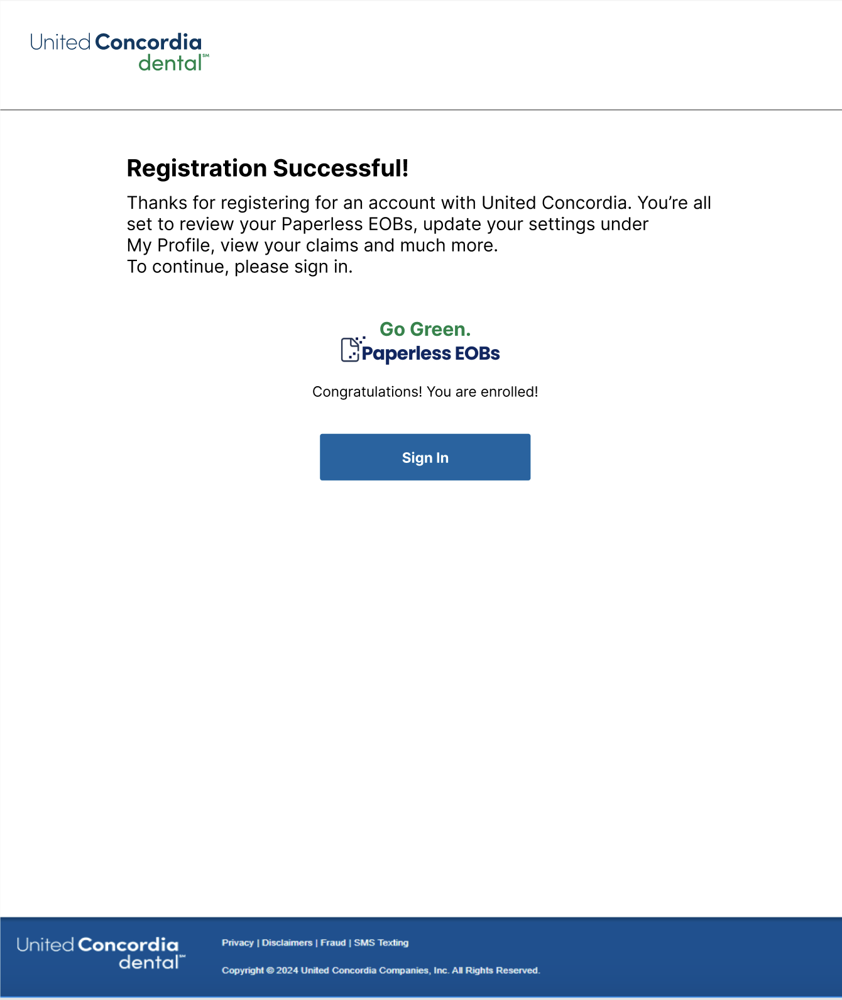 United Concordia
dental℠
Registration Successful!
Thanks for registering for an account with United Concordia. You’re all
set to review your Paperless EOBs, update your settings under
My Profile, view your claims and much more.
To continue, please sign in.
Go Green.
Paperless EOBs
Congratulations! You are enrolled!
Sign In
United Concordia
dental℠
Privacy | Disclaimers | Fraud | SMS Texting
Copyright © 2024 United Concordia Companies, Inc. All Rights Reserved.